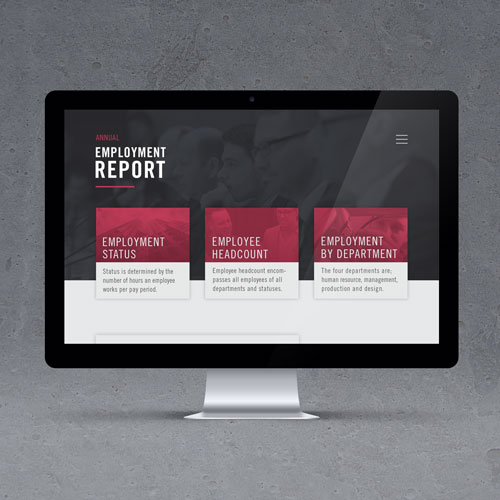 ANNUAL
EMPLOYMENT
REPORT
EMPLOYMENT
STATUS
Status is determined by the
number of hours an employee
works per pay period.
EMPLOYEE
HEADCOUNT
Employee headcount encom-
passes all employees of all
departments and statuses.
EMPLOYMENT
BY DEPARTMENT
The four departments are;
human resource, management,
production and design.